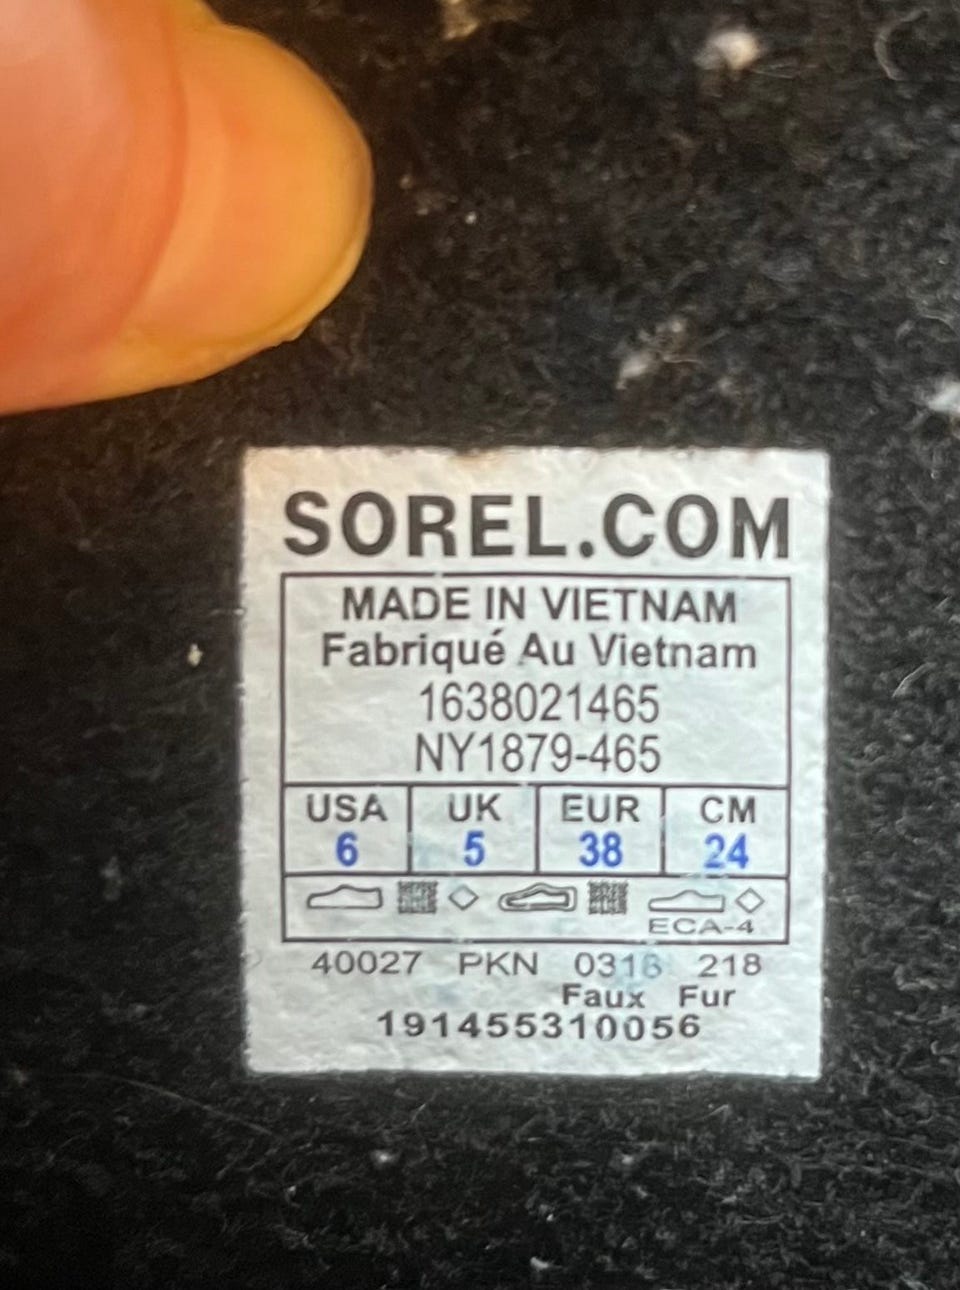 SOREL.COM
MADE IN VIETNAM
Fabriqué Au Vietnam
1638021465
NY1879-465
USA UK EUR CM
6 5 38 24
ECA-4
40027 PKN 0318 218
Faux Fur
191455310056